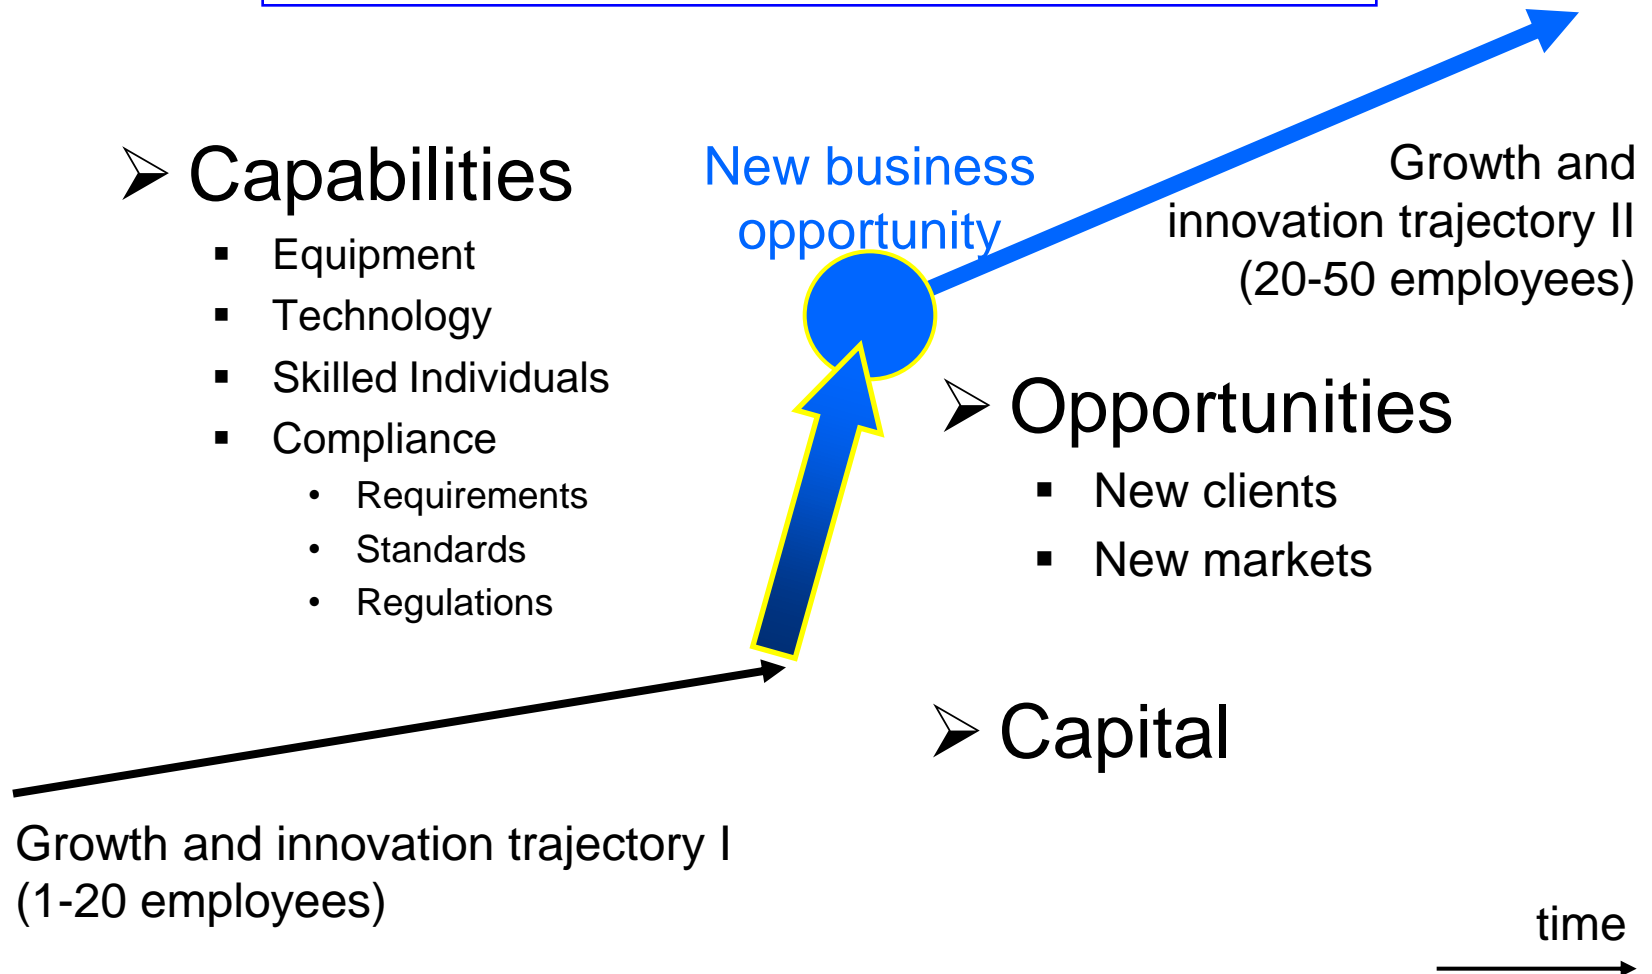 ➢ Capabilities
▪ Equipment
▪ Technology
▪ Skilled Individuals
▪ Compliance
• Requirements
• Standards
• Regulations
New business
opportunity
Growth and
innovation trajectory II
(20-50 employees)
➢ Opportunities
▪ New clients
▪ New markets
➢ Capital
Growth and innovation trajectory I
(1-20 employees)
time